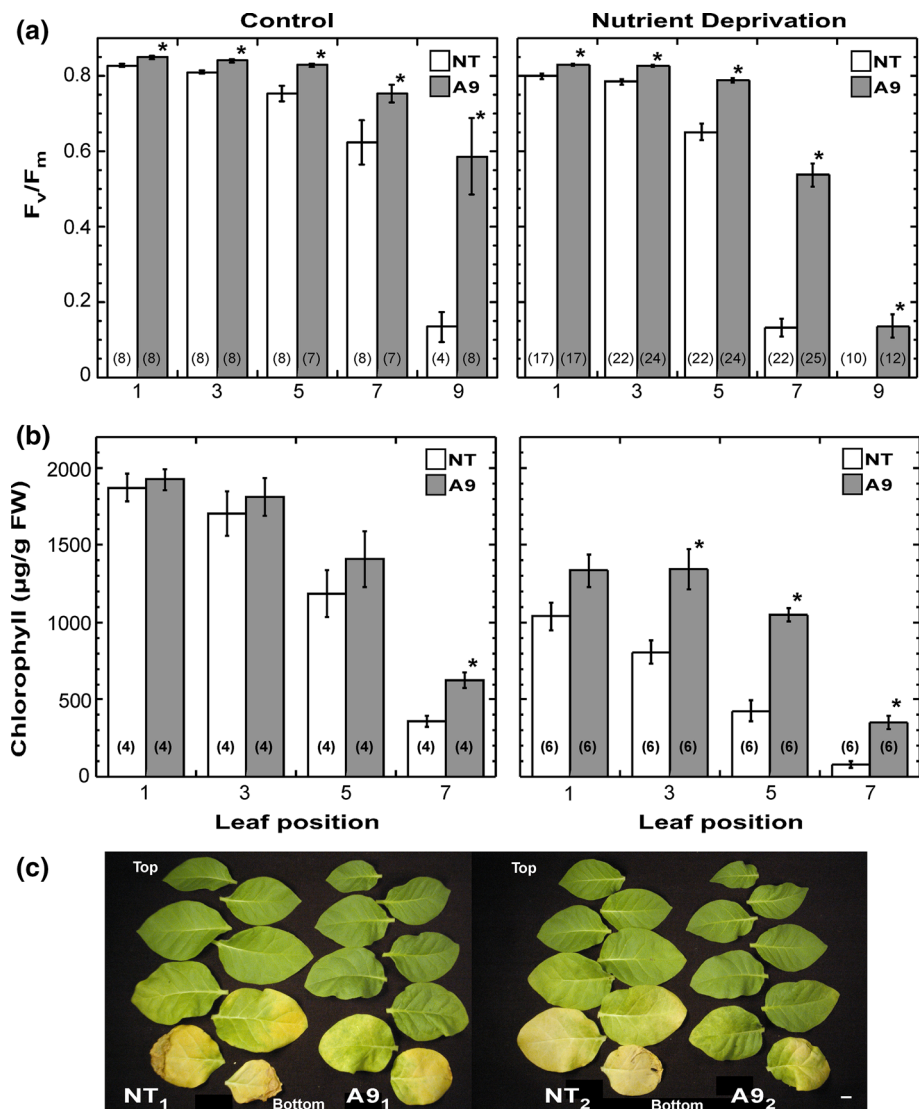 Control
Nutrient Deprivation
(a)
F_v/F_m
0.8
0.6
0.4
0.2
0
NT
A9
* * * * *
(8) (8) (8) (8) (8) (7) (8) (7) (4) (8)
1 3 5 7 9
NT
A9
* * * * *
(17) (17) (22) (24) (22) (24) (22) (25) (10) (12)
1 3 5 7 9
(b)
Chlorophyll (µg/g FW)
2000
1500
1000
500
0
NT
A9
*
(4) (4) (4) (4) (4) (4) (4) (4)
1 3 5 7
Leaf position
NT
A9
* * *
(6) (6) (6) (6) (6) (6) (6) (6)
1 3 5 7
Leaf position
(c)
Top
NT1
Bottom
A91
Top
NT2
Bottom
A92